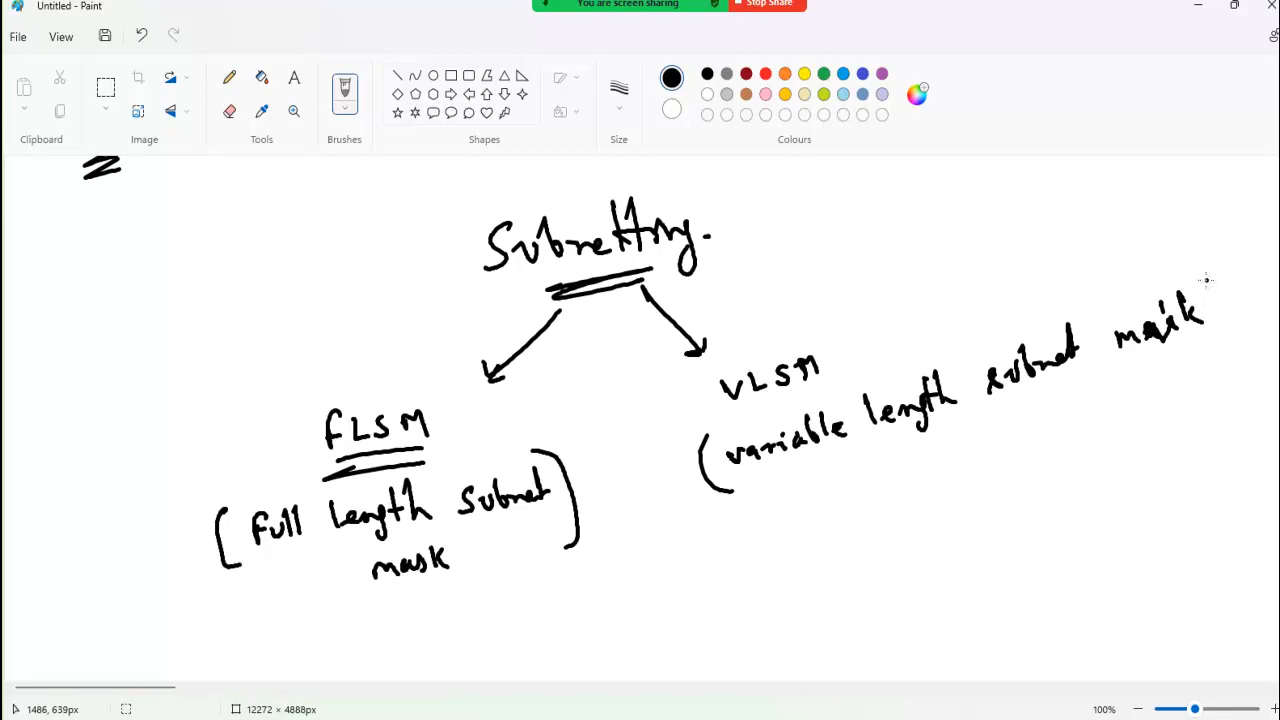 Untitled - Paint
You are screen sharing
Stop Share
File
View
Clipboard
Image
Tools
Brushes
Shapes
Size
Colours
Subnetting.
FLSM
(full length subnet
mask)
VLSM
(variable length subnet mask
1486, 639px
12272 × 4888px
100%